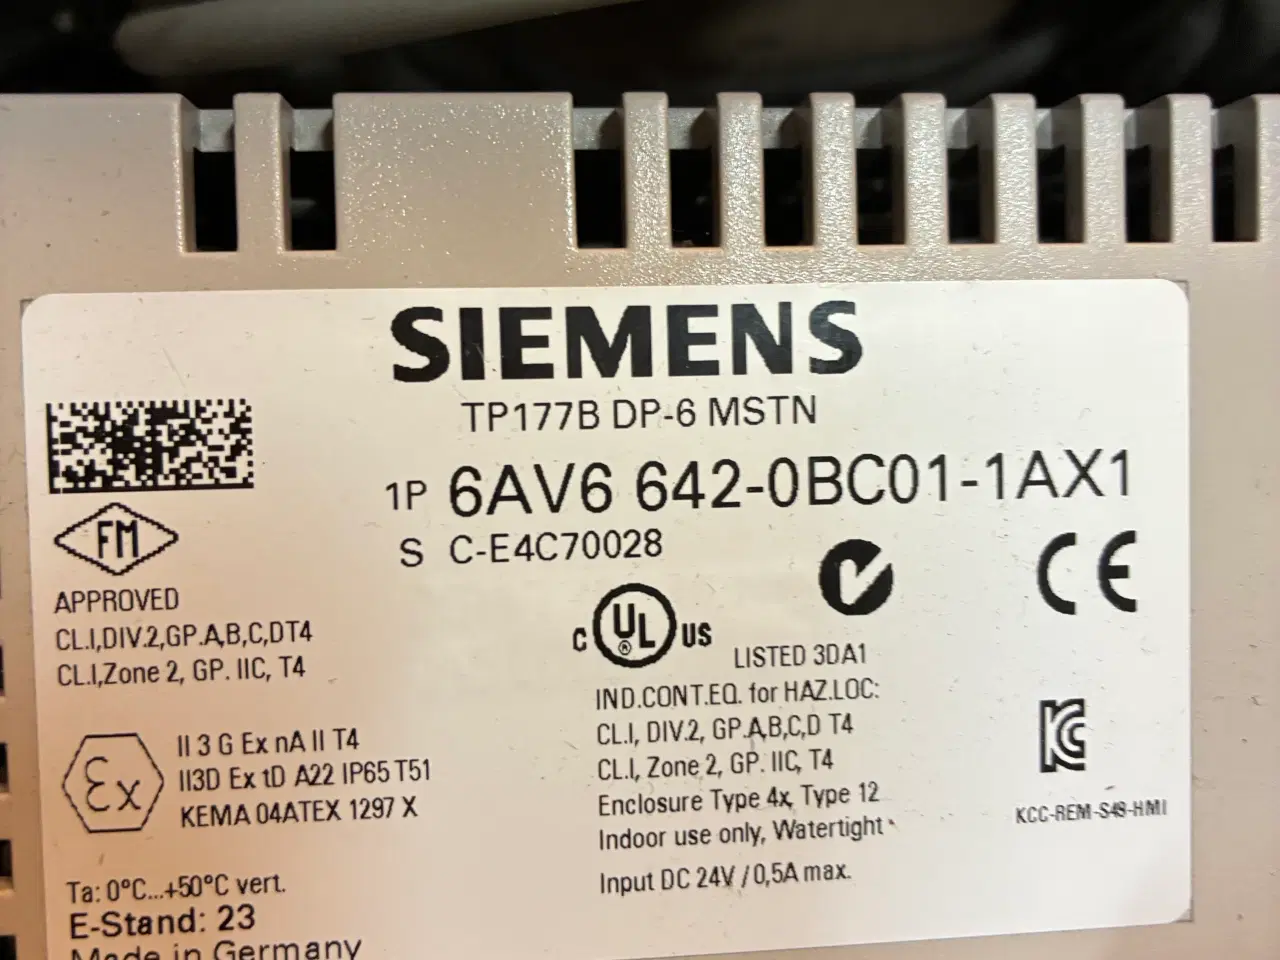 SIEMENS
TP177B DP-6 MSTN
1P 6AV6 642-0BC01-1AX1
S C-E4C70028
FM
APPROVED
CL.I,DIV.2,GP.A,B,C,DT4
CL.I,Zone 2, GP. IIC, T4
Ex
II 3 G Ex nA II T4
II3D Ex tD A22 IP65 T51
KEMA 04ATEX 1297 X
Ta: 0°C...+50°C vert.
E-Stand: 23
Made in Germany
C UL ® US
LISTED 3DA1
IND.CONT.EQ. for HAZ.LOC:
CL.I, DIV.2, GP.A,B,C,D T4
CL.I, Zone 2, GP. IIC, T4
Enclosure Type 4x, Type 12
Indoor use only, Watertight
Input DC 24V / 0,5A max.
CE
KCC-REM-S49-HMI